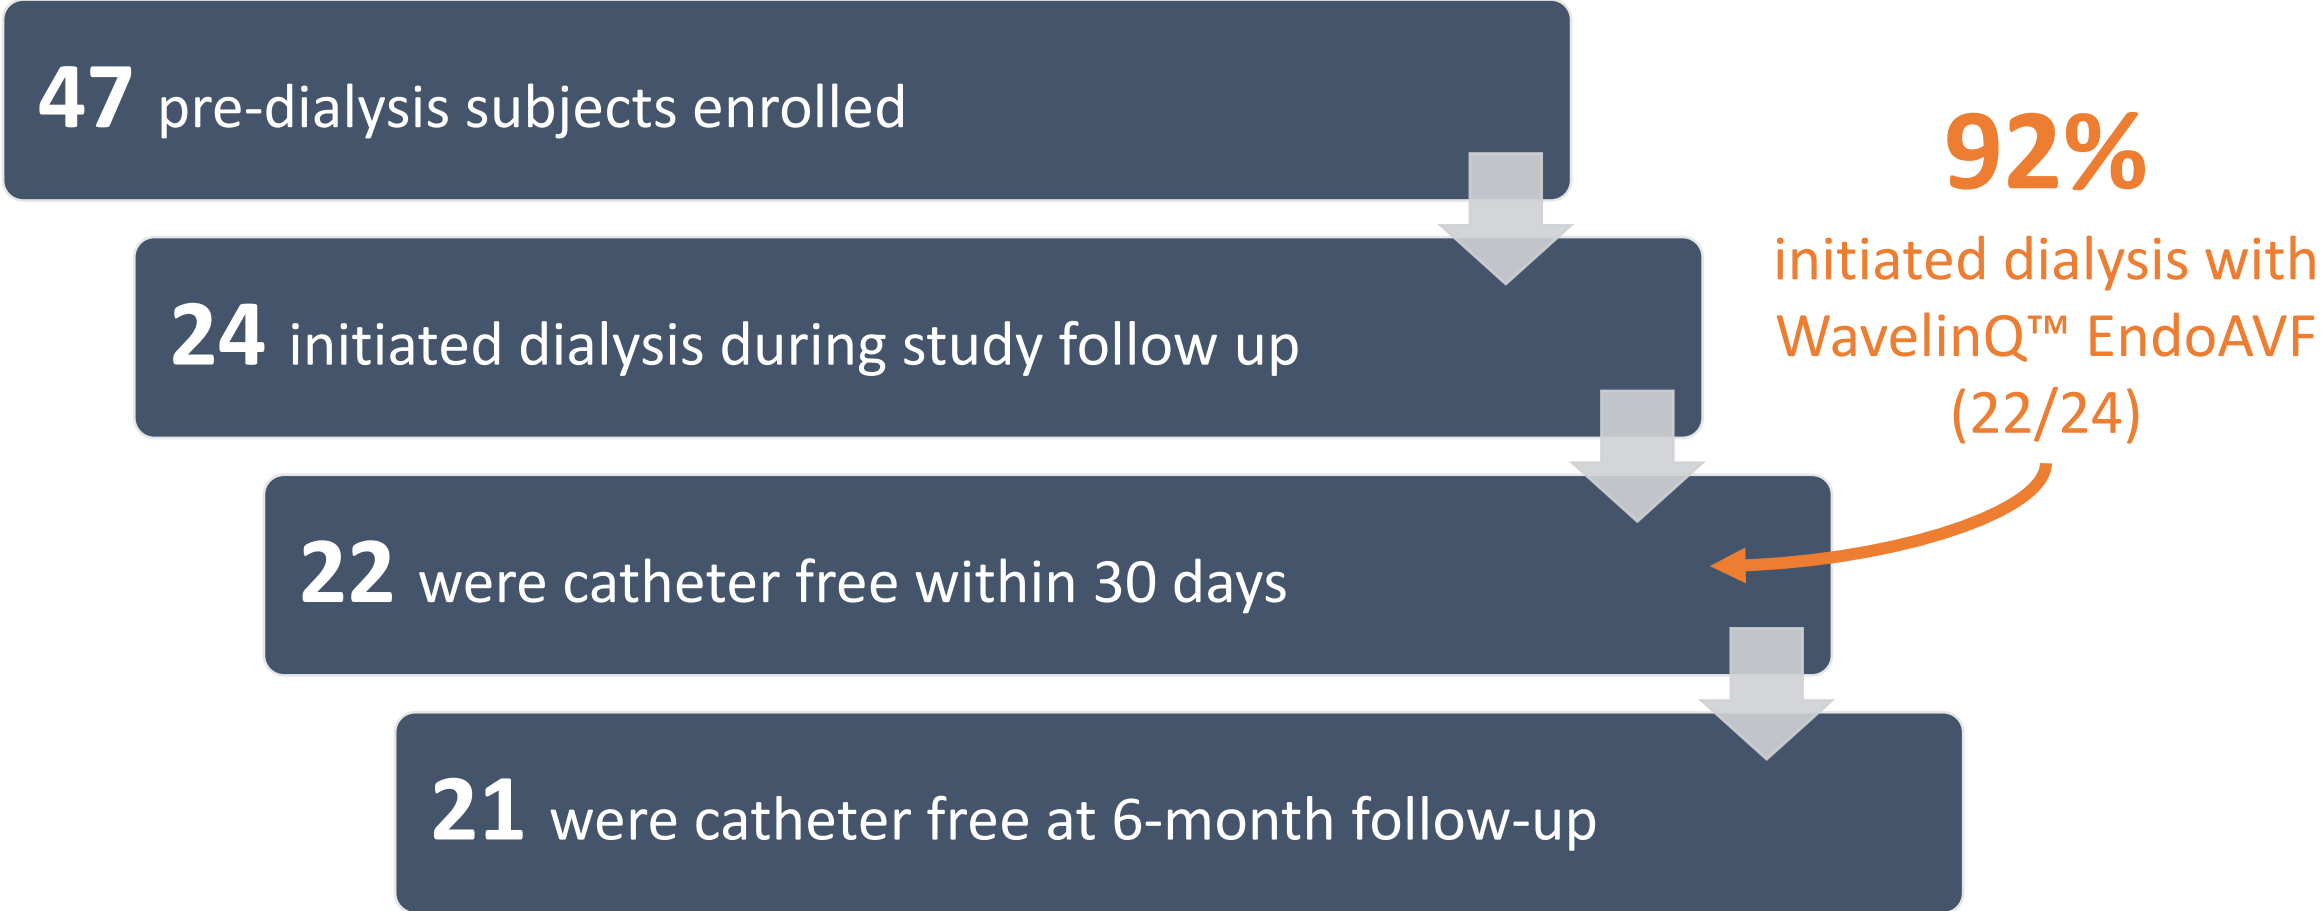 47 pre-dialysis subjects enrolled
24 initiated dialysis during study follow up
22 were catheter free within 30 days
21 were catheter free at 6-month follow-up
92%
initiated dialysis with
WavelinQ™ EndoAVF
(22/24)